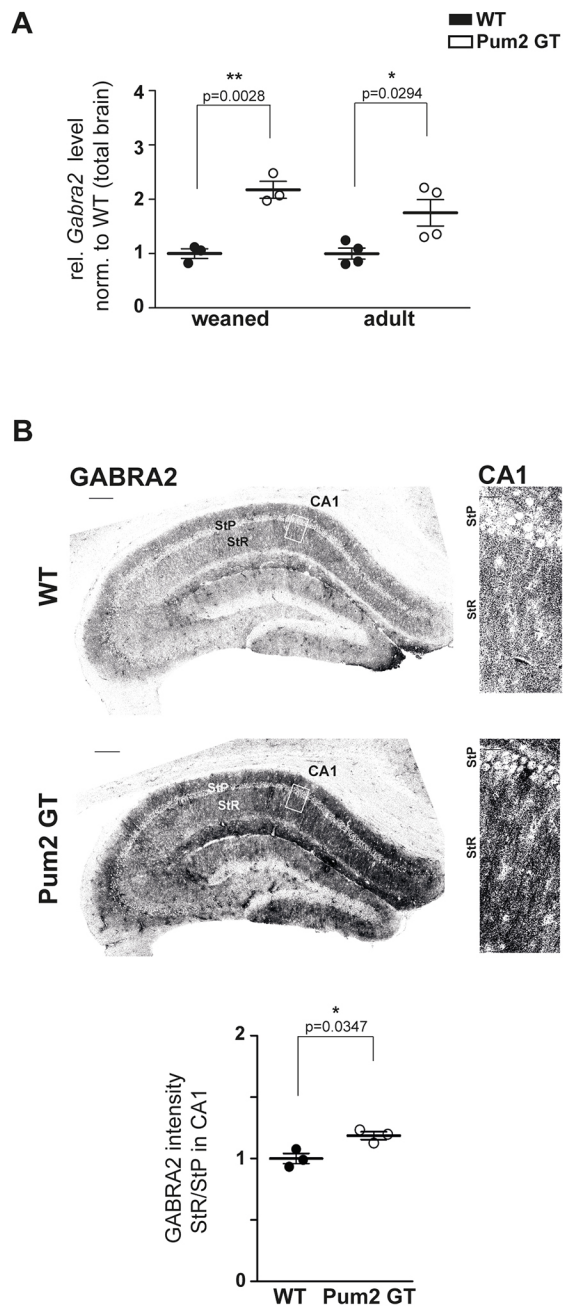 A
WT
Pum2 GT
rel. Gabra2 level
norm. to WT (total brain)
4
3
2
1
0
**
p=0.0028
*
p=0.0294
weaned
adult
B
GABRA2
CA1
WT
CA1
StP
StR
StP
StR
Pum2 GT
CA1
StP
StR
StP
StR
GABRA2 intensity
StR/StP in CA1
2
1
0
*
p=0.0347
WT
Pum2 GT